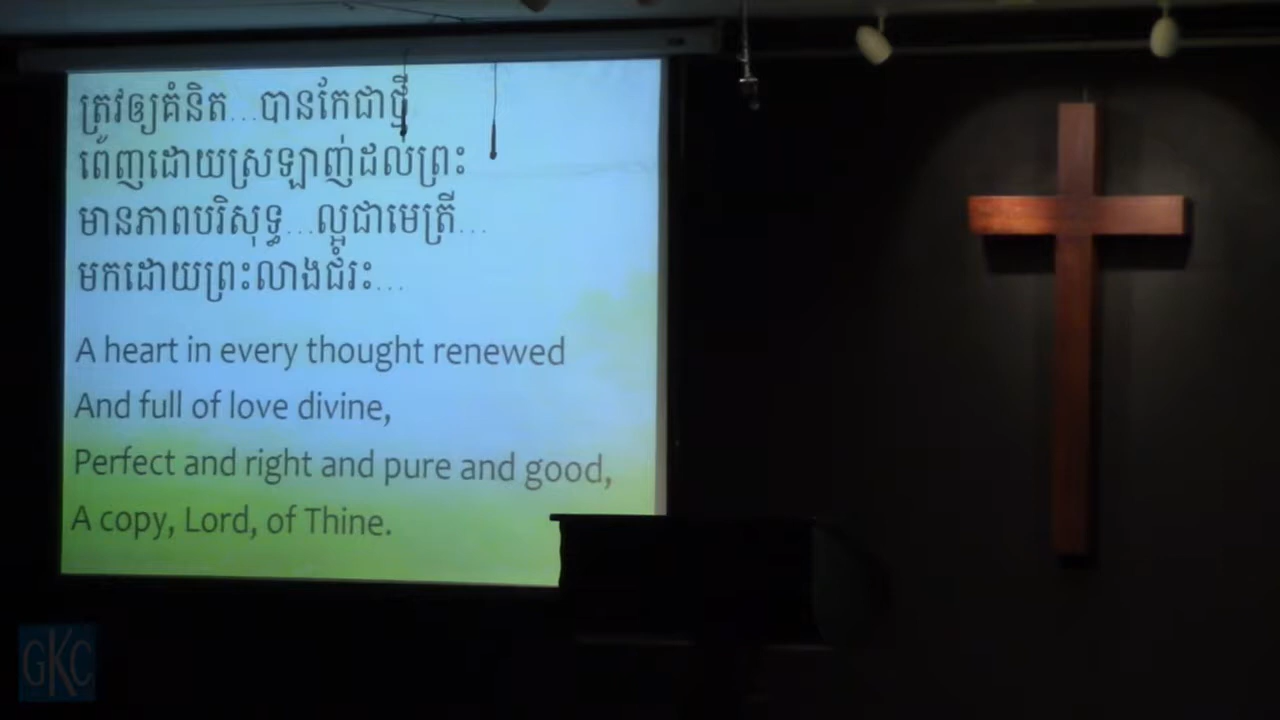 ត្រូវឲ្យគំនិត...បានកែជាថ្មី
ពេញដោយស្រឡាញ់ដល់ព្រះ
មានភាពបរិសុទ្ធ...ល្អជាមេត្រី...
មកដោយព្រះលាងជំរះ...
A heart in every thought renewed
And full of love divine,
Perfect and right and pure and good,
A copy, Lord, of Thine.
GKC